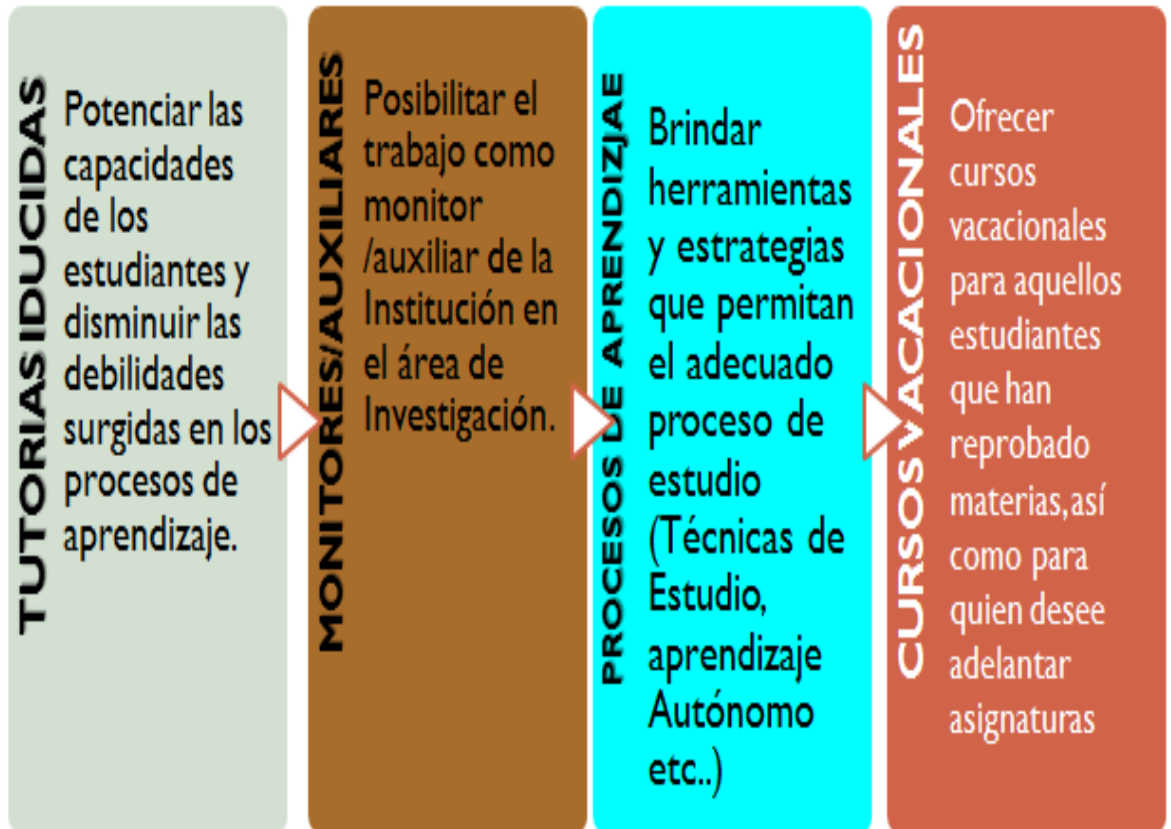 TUTORIAS IDUCIDAS
Potenciar las
capacidades
de los
estudiantes y
disminuir las
debilidades
surgidas en los
procesos de
aprendizaje.
MONITORES/AUXILIARES
Posibilitar el
trabajo como
monitor
/auxiliar de la
Institución en
el área de
Investigación.
PROCESOS DE APRENDIZJAE
Brindar
herramientas
y estrategias
que permitan
el adecuado
proceso de
estudio
(Técnicas de
Estudio,
aprendizaje
Autónomo
etc..)
CURSOS VACACIONALES
Ofrecer
cursos
vacacionales
para aquellos
estudiantes
que han
reprobado
materias, así
como para
quien desee
adelantar
asignaturas